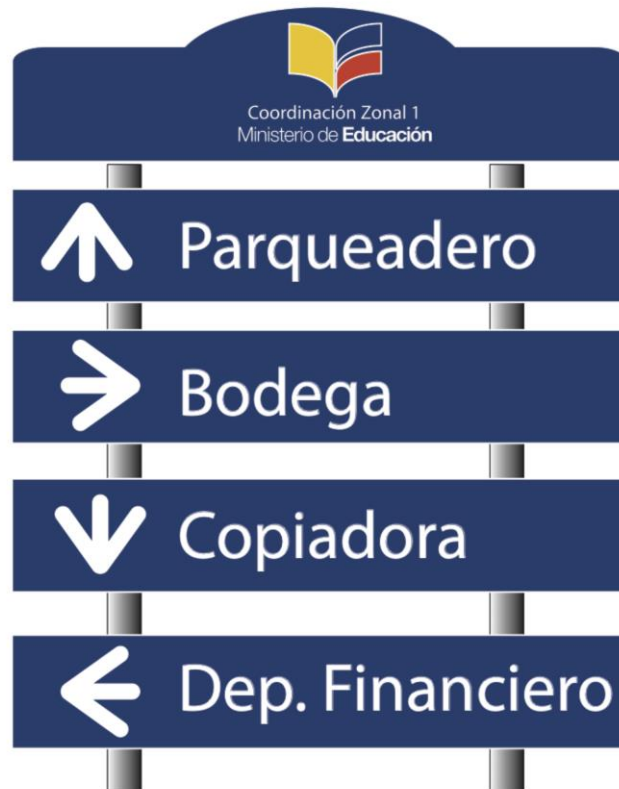 Coordinación Zonal 1
Ministerio de Educación
Parqueadero
Bodega
Copiadora
Dep. Financiero